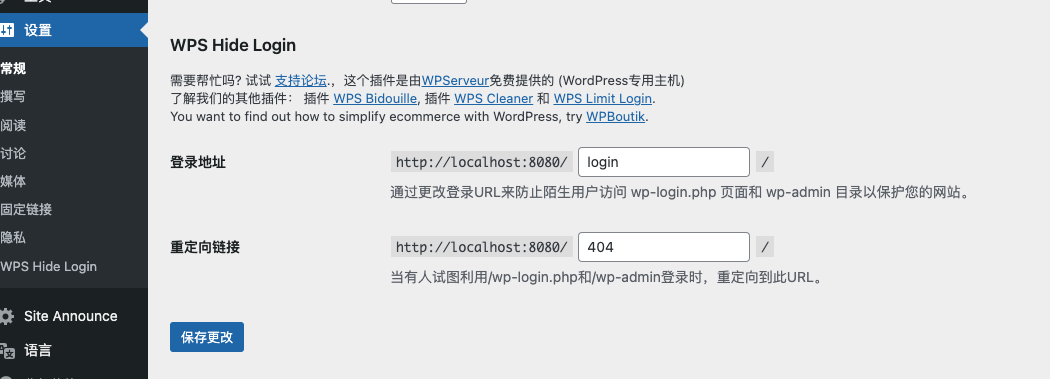 设置
WPS Hide Login
常规
需要帮忙吗? 试试 支持论坛.，这个插件是由WPServeur免费提供的 (WordPress专用主机)
撰写
了解我们的其他插件： 插件 WPS Bidouille, 插件 WPS Cleaner 和 WPS Limit Login.
阅读
You want to find out how to simplify ecommerce with WordPress, try WPBoutik.
讨论
登录地址 http://localhost:8080/ login /
媒体
通过更改登录URL来防止陌生用户访问 wp-login.php 页面和 wp-admin 目录以保护您的网站。
固定链接
隐私
重定向链接 http://localhost:8080/ 404 /
WPS Hide Login
当有人试图利用/wp-login.php和/wp-admin登录时，重定向到此URL。
Site Announce
保存更改
语言